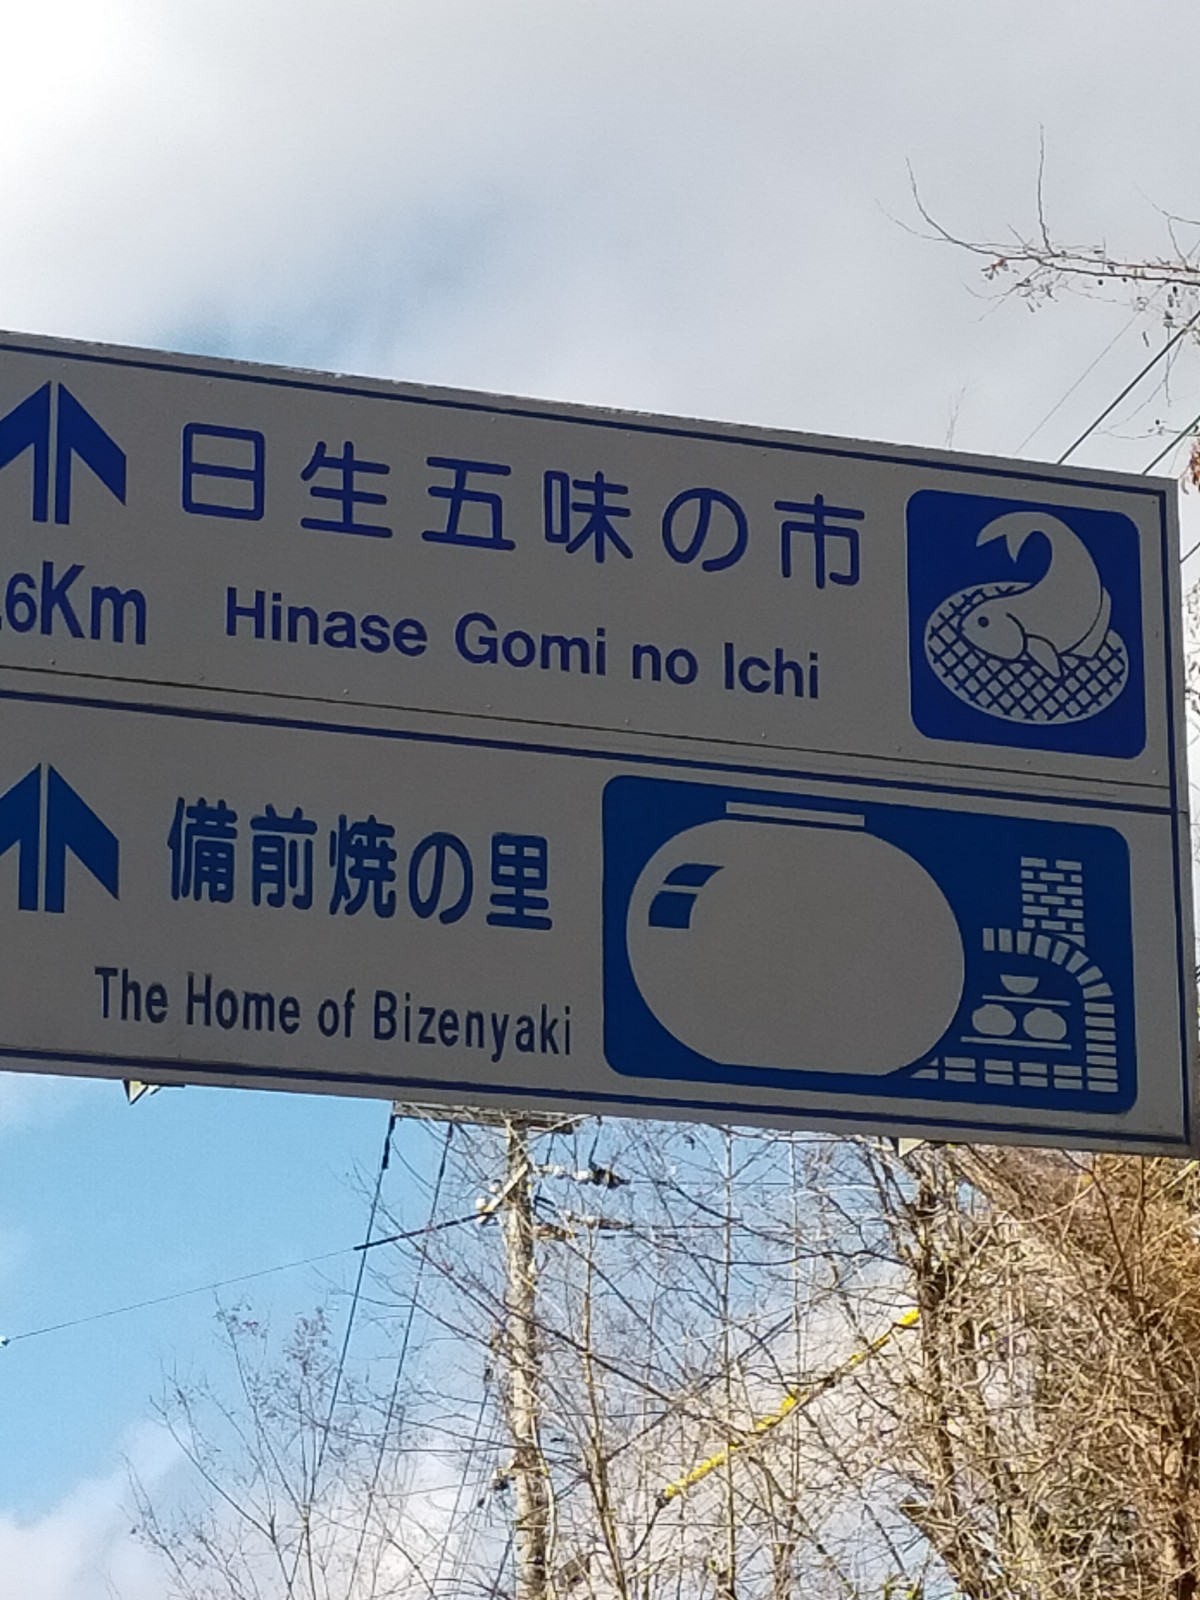 日生五味の市
.6Km Hinase Gomi no Ichi
備前焼の里
The Home of Bizenyaki